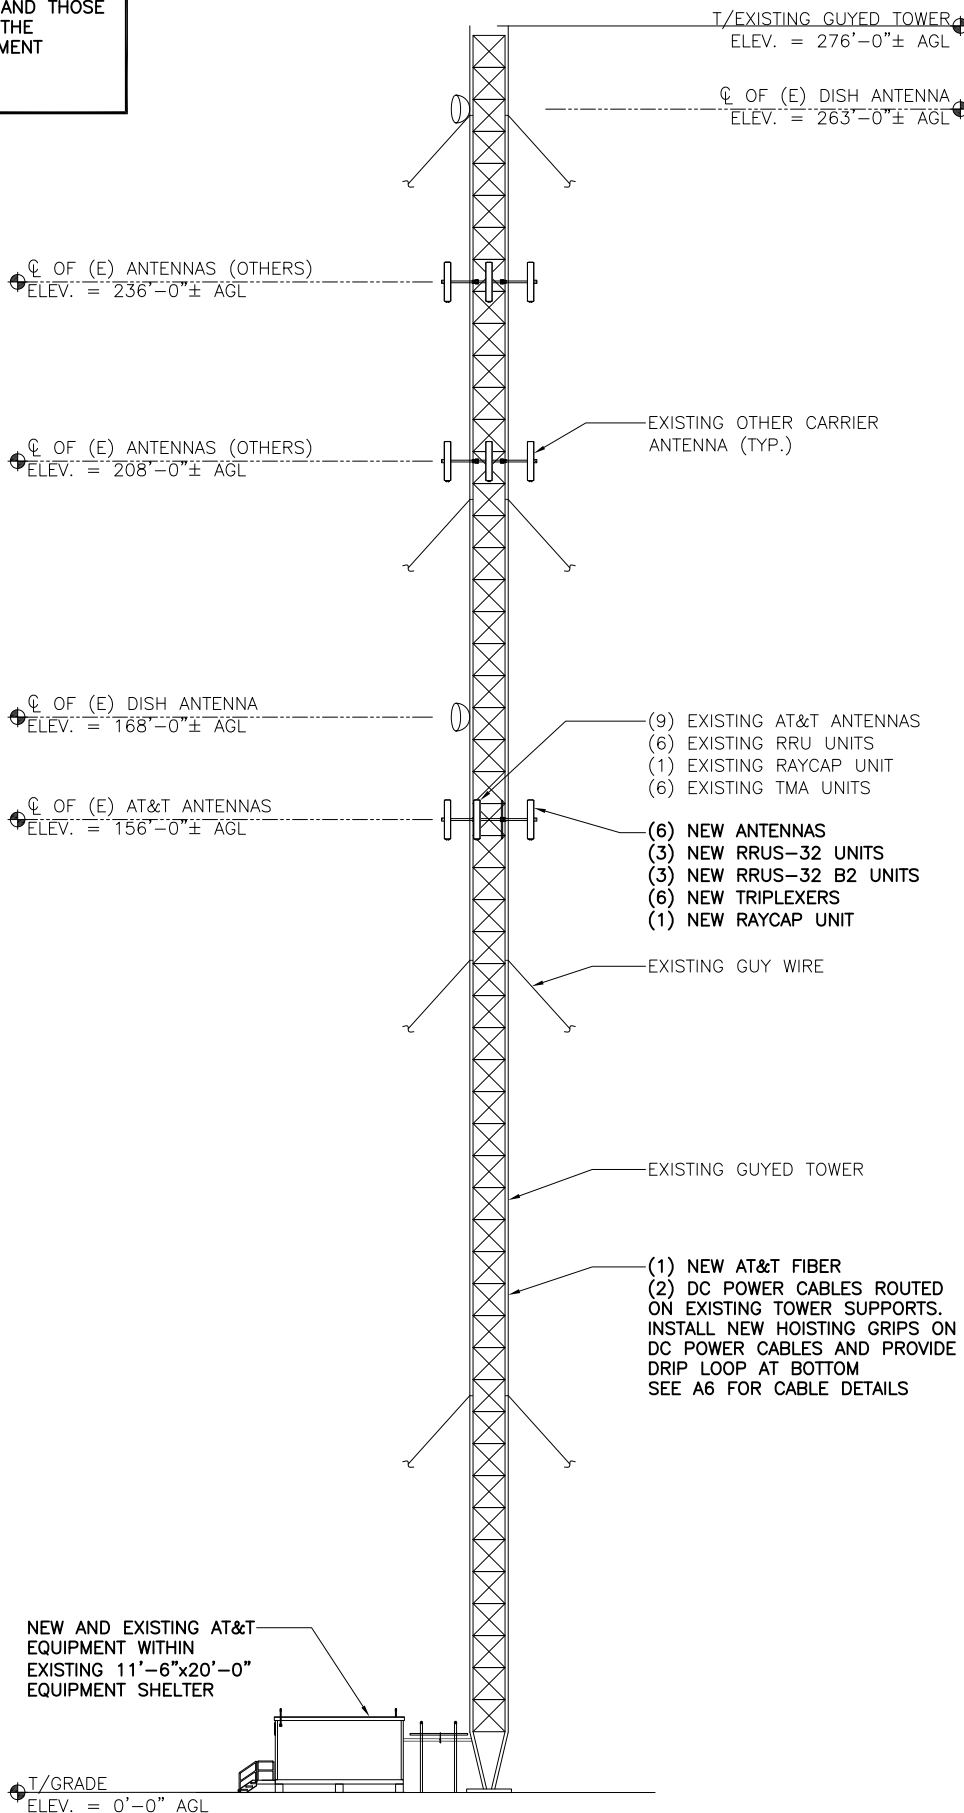 AND THOSE
THE
MENT
T/EXISTING GUYED TOWER
ELEV. = 276'-0"± AGL
℄ OF (E) DISH ANTENNA
ELEV. = 263'-0"± AGL
℄ OF (E) ANTENNAS (OTHERS)
ELEV. = 236'-0"± AGL
EXISTING OTHER CARRIER
ANTENNA (TYP.)
℄ OF (E) ANTENNAS (OTHERS)
ELEV. = 208'-0"± AGL
℄ OF (E) DISH ANTENNA
ELEV. = 168'-0"± AGL
(9) EXISTING AT&T ANTENNAS
(6) EXISTING RRU UNITS
(1) EXISTING RAYCAP UNIT
(6) EXISTING TMA UNITS
℄ OF (E) AT&T ANTENNAS
ELEV. = 156'-0"± AGL
(6) NEW ANTENNAS
(3) NEW RRUS-32 UNITS
(3) NEW RRUS-32 B2 UNITS
(6) NEW TRIPLEXERS
(1) NEW RAYCAP UNIT
EXISTING GUY WIRE
EXISTING GUYED TOWER
(1) NEW AT&T FIBER
(2) DC POWER CABLES ROUTED
ON EXISTING TOWER SUPPORTS.
INSTALL NEW HOISTING GRIPS ON
DC POWER CABLES AND PROVIDE
DRIP LOOP AT BOTTOM
SEE A6 FOR CABLE DETAILS
NEW AND EXISTING AT&T
EQUIPMENT WITHIN
EXISTING 11'-6"x20'-0"
EQUIPMENT SHELTER
T/GRADE
ELEV. = 0'-0" AGL